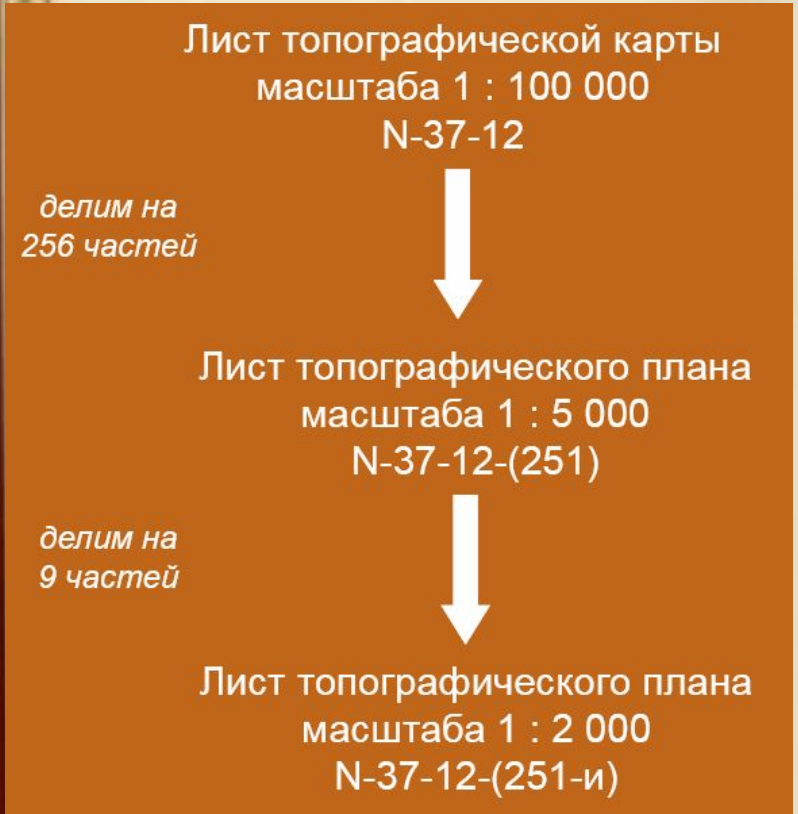 Лист топографической карты
масштаба 1 : 100 000
N-37-12
делим на
256 частей
Лист топографического плана
масштаба 1 : 5 000
N-37-12-(251)
делим на
9 частей
Лист топографического плана
масштаба 1 : 2 000
N-37-12-(251-и)